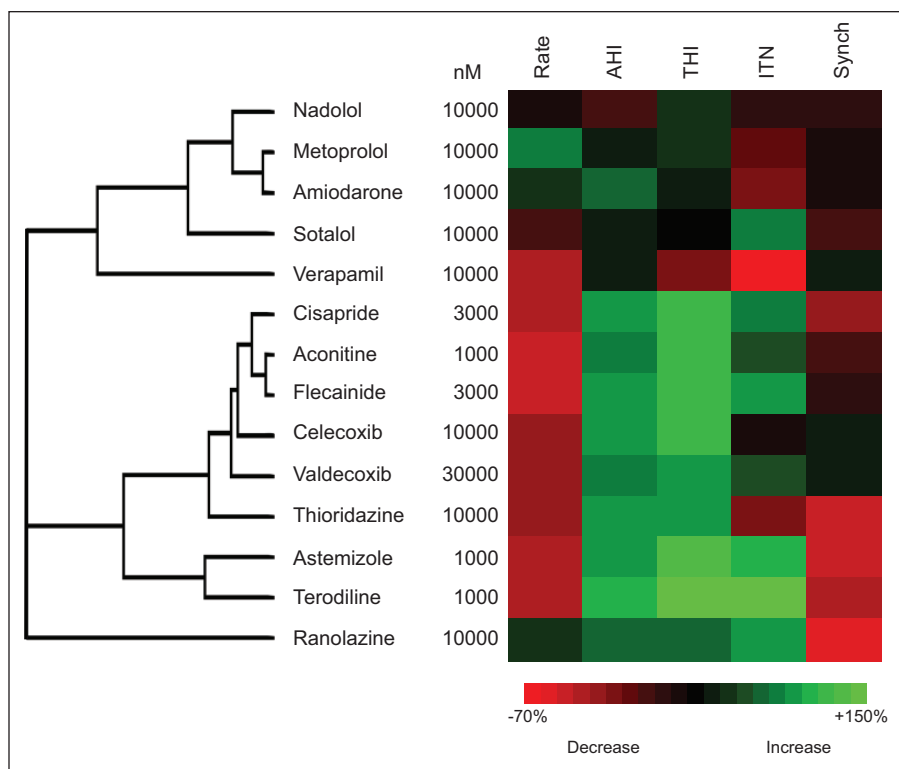 nM Rate AHI THI ITN Synch
Nadolol 10000
Metoprolol 10000
Amiodarone 10000
Sotalol 10000
Verapamil 10000
Cisapride 3000
Aconitine 1000
Flecainide 3000
Celecoxib 10000
Valdecoxib 30000
Thioridazine 10000
Astemizole 1000
Terodiline 1000
Ranolazine 10000
-70% +150%
Decrease Increase